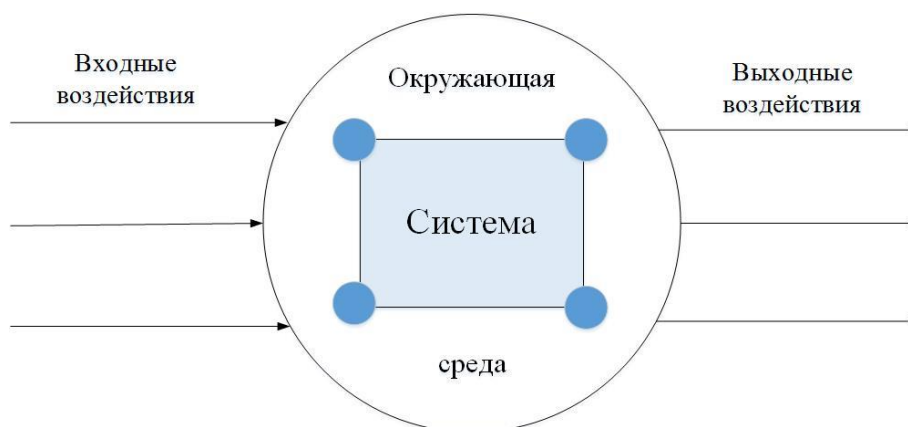 Входные
воздействия
Окружающая
Выходные
воздействия
Система
среда